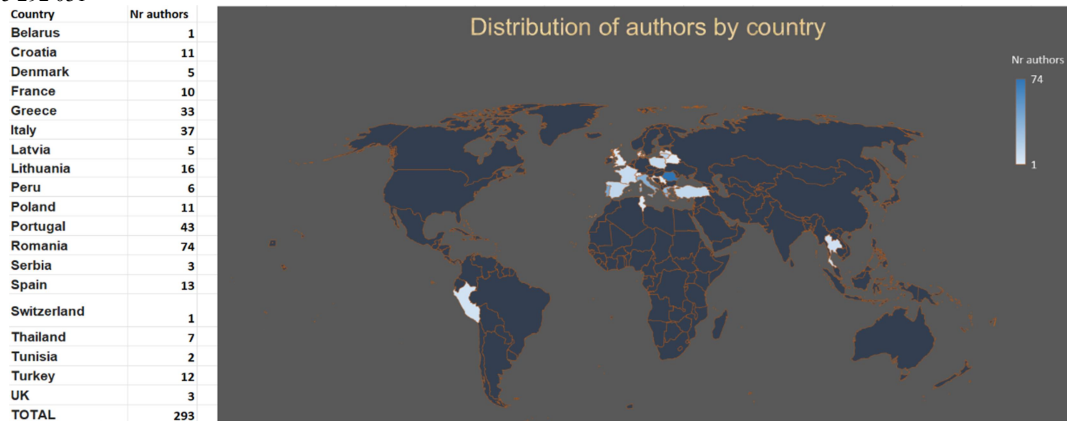 Country Nr authors
Belarus 1
Croatia 11
Denmark 5
France 10
Greece 33
Italy 37
Latvia 5
Lithuania 16
Peru 6
Poland 11
Portugal 43
Romania 74
Serbia 3
Spain 13
Switzerland 1
Thailand 7
Tunisia 2
Turkey 12
UK 3
TOTAL 293
Distribution of authors by country
Nr authors
74
1